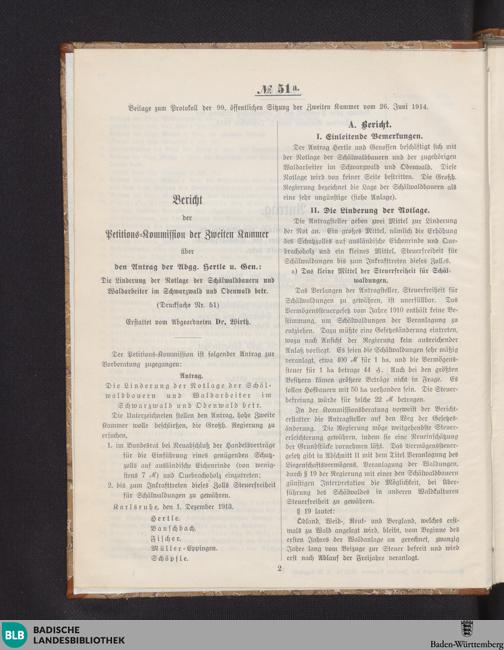 № 51a.
Beilage zum Protokoll der 99. öffentlichen Sitzung der Zweiten Kammer vom 26. Juni 1914.
Bericht
der
Petitions-Kommission der Zweiten Kammer
über
den Antrag der Abgg. Hertle u. Gen.:
Die Linderung der Notlage der Schälwaldbauern und
Waldarbeiter im Schwarzwald und Odenwald betr.
(Drucksache Nr. 51)
Erstattet vom Abgeordneten Dr. Wirth.
Der Petitions-Kommission ist folgender Antrag zur
Vorberatung zugegangen:
Antrag.
Die Linderung der Notlage der Schäl-
waldbauern und Waldarbeiter im
Schwarzwald und Odenwald betr.
Die Unterzeichneten stellen den Antrag, hohe Zweite
Kammer wolle beschließen, die Großh. Regierung zu
ersuchen,
1. im Bundesrat bei Neuabschluß der Handelsverträge
für die Einführung eines genügenden Schutz-
zolls auf ausländische Eichenrinde (von wenig-
stens 7 ℳ) und Quebrachoholz einzutreten;
2. bis zum Inkrafttreten dieses Zolls Steuerfreiheit
für Schälwaldungen zu gewähren.
Karlsruhe, den 1. Dezember 1913.
Hertle.
Banschbach.
Fischer.
Müller-Eppingen.
Schöpfle.
A. Bericht.
I. Einleitende Bemerkungen.
Der Antrag Hertle und Genossen beschäftigt sich mit
der Notlage der Schälwaldbauern und der zugehörigen
Waldarbeiter im Schwarzwald und Odenwald. Diese
Notlage wird von keiner Seite bestritten. Die Großh.
Regierung bezeichnet die Lage der Schälwaldbauern als
eine sehr ungünstige (siehe Anlage).
II. Die Linderung der Notlage.
Die Antragsteller geben zwei Mittel zur Linderung
der Not an. Ein großes Mittel, nämlich die Erhöhung
des Schutzzolles auf ausländische Eichenrinde und Que-
brachoholz und ein kleines Mittel, Steuerfreiheit für
Schälwaldungen bis zum Inkrafttreten dieses Zolles.
a) Das kleine Mittel der Steuerfreiheit für Schäl-
waldungen.
Das Verlangen der Antragsteller, Steuerfreiheit für
Schälwaldungen zu gewähren, ist unerfüllbar. Das
Vermögenssteuergesetz vom Jahre 1910 enthält keine Be-
stimmung, um Schälwaldungen der Veranlagung zu
entziehen. Dazu müßte eine Gesetzesänderung eintreten,
wozu nach Ansicht der Regierung kein ausreichender
Anlaß vorliegt. Es seien die Schälwaldungen sehr mäßig
veranlagt, etwa 400 ℳ für 1 ha, und die Vermögens-
steuer für 1 ha betrage 44 ₰. Auch bei den größten
Besitzern kämen größere Beträge nicht in Frage. Es
sollen Hofbauern mit 50 ha vorhanden sein. Die Steuer-
befreiung würde für solche 22 ℳ betragen.
In der Kommissionsberatung verweist der Bericht-
erstatter die Antragsteller auf den Weg der Gesetzes-
änderung. Die Regierung möge weitgehendste Steuer-
erleichterung gewähren, indem sie eine Neueinschätzung
der Grundstücke vornehmen läßt. Das Vermögenssteuer-
gesetz gibt in Abschnitt II mit dem Titel Veranlagung des
Liegenschaftsvermögens, Veranlagung der Waldungen,
durch § 19 der Regierung mit einer den Schälwaldbauern
günstigen Interpretation die Möglichkeit, bei Über-
führung des Schälwaldes in anderen Waldkulturen
Steuerfreiheit zu gewähren.
§ 19 lautet:
Ödland, Weid-, Reut- und Bergland, welches erst-
mals zu Wald angelegt wird, bleibt, vom Beginne des
ersten Jahres der Waldanlage an gerechnet, zwanzig
Jahre lang vom Beizuge zur Steuer befreit und wird
erst nach Ablauf der Freijahre veranlagt.
2
BLB BADISCHE
LANDESBIBLIOTHEK
Baden-Württemberg